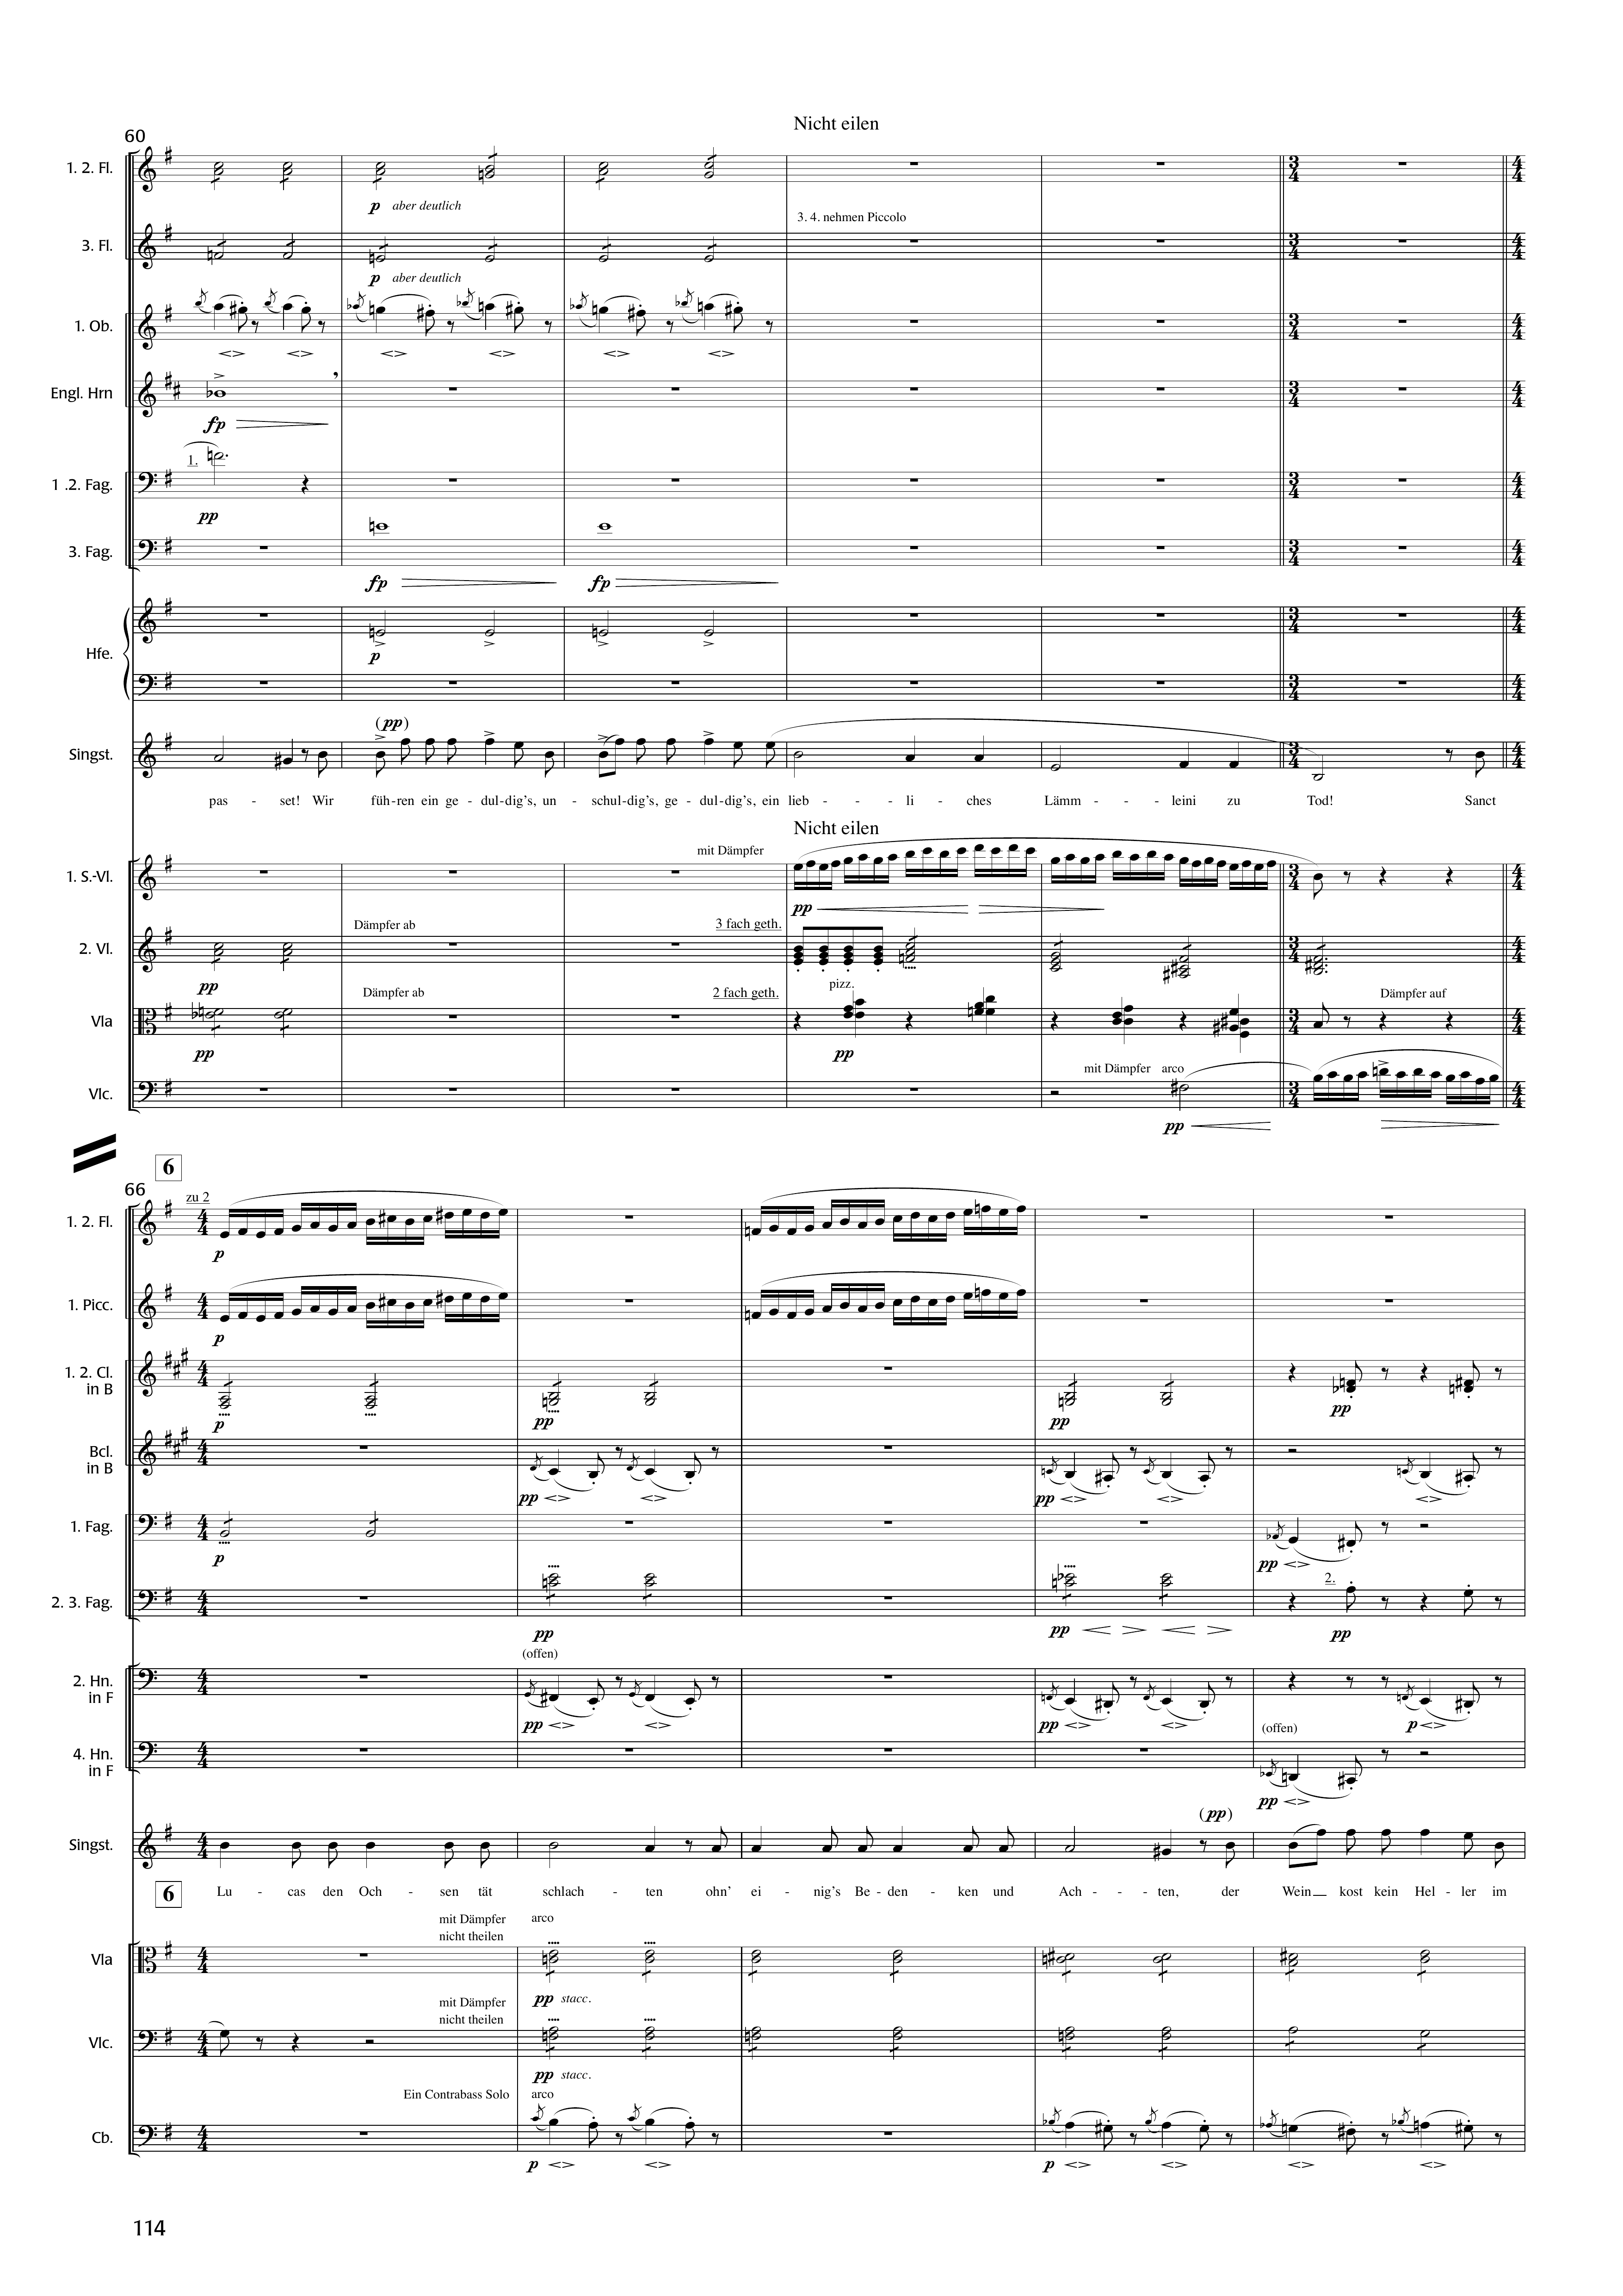 Nicht eilen
60
1. 2. Fl.
p aber deutlich
3. 4. nehmen Piccolo
3. Fl.
p aber deutlich
1. Ob.
Engl. Hrn
fp
1.
1 .2. Fag.
pp
3. Fag.
fp fp
Hfe.
p
(pp)
Singst.
pas - set! Wir füh-ren ein ge - dul-dig's, un - schul-dig's, ge - dul-dig's, ein lieb - - - li - ches Lämm - - - leini zu Tod! Sanct
Nicht eilen
mit Dämpfer
1. S.-Vl.
pp
Dämpfer ab 3 fach geth.
2. Vl.
pp
Dämpfer ab 2 fach geth. pizz. Dämpfer auf
Vla
pp pp
mit Dämpfer arco
Vlc.
pp
6
66
zu 2
1. 2. Fl.
p
1. Picc.
p
1. 2. Cl.
in B
p pp pp pp
Bcl.
in B
pp pp
1. Fag.
p pp
2.
2. 3. Fag.
pp pp pp
(offen)
2. Hn.
in F
pp pp p
(offen)
4. Hn.
in F
pp
(pp)
Singst.
6
Lu - cas den Och - sen tät schlach - ten ohn' ei - nig's Be - den - ken und Ach - - - ten, der Wein kost kein Hel - ler im
mit Dämpfer arco
nicht theilen
Vla
pp stacc.
mit Dämpfer
nicht theilen
Vlc.
pp stacc.
Ein Contrabass Solo arco
Cb.
p p
114